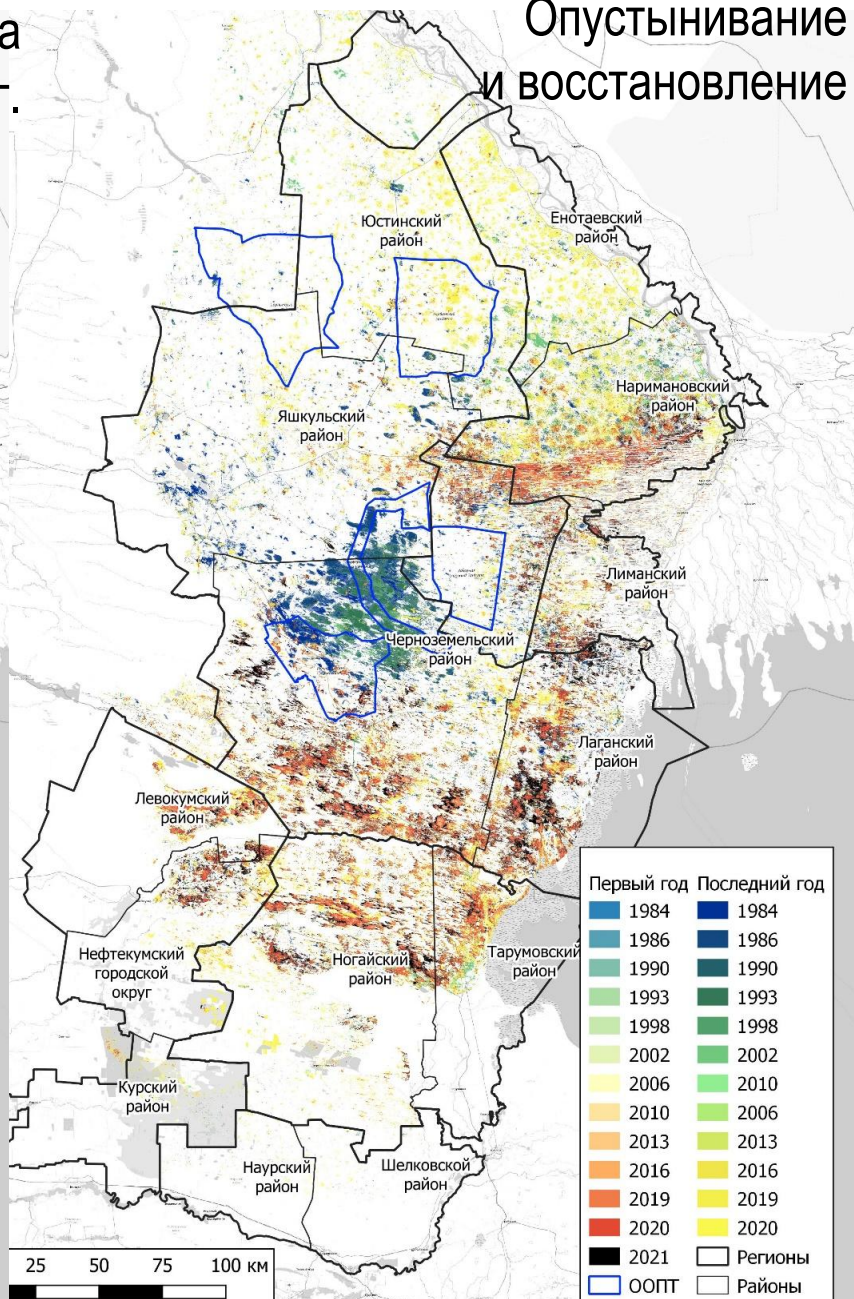 а
г.
Опустынивание
и восстановление
Юстинский
район
Енотаевский
район
Наримановский
район
Яшкульский
район
Лиманский
район
Черноземельский
район
Лаганский
район
Левокумский
район
Нефтекумский
городской
округ
Ногайский
район
Тарумовский
район
Курский
район
Наурский
район
Шелковской
район
Первый год Последний год
1984 1984
1986 1986
1990 1990
1993 1993
1998 1998
2002 2002
2006 2010
2010 2006
2013 2013
2016 2016
2019 2019
2020 2020
2021 Регионы
ООПТ Районы
25 50 75 100 км